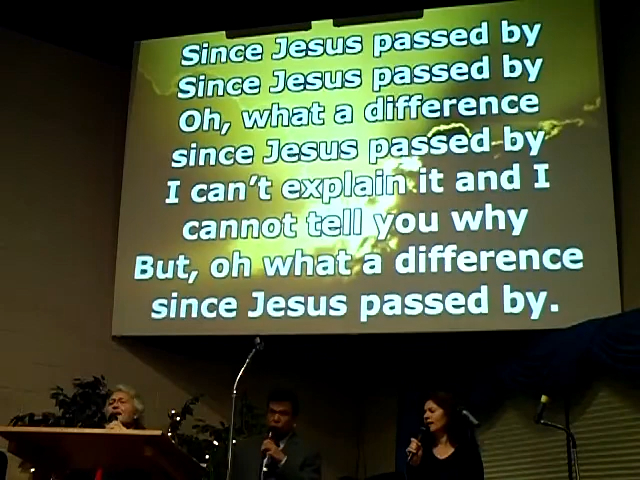 Since Jesus passed by
Since Jesus passed by
Oh, what a difference
since Jesus passed by
I can't explain it and I
cannot tell you why
But, oh what a difference
since Jesus passed by.